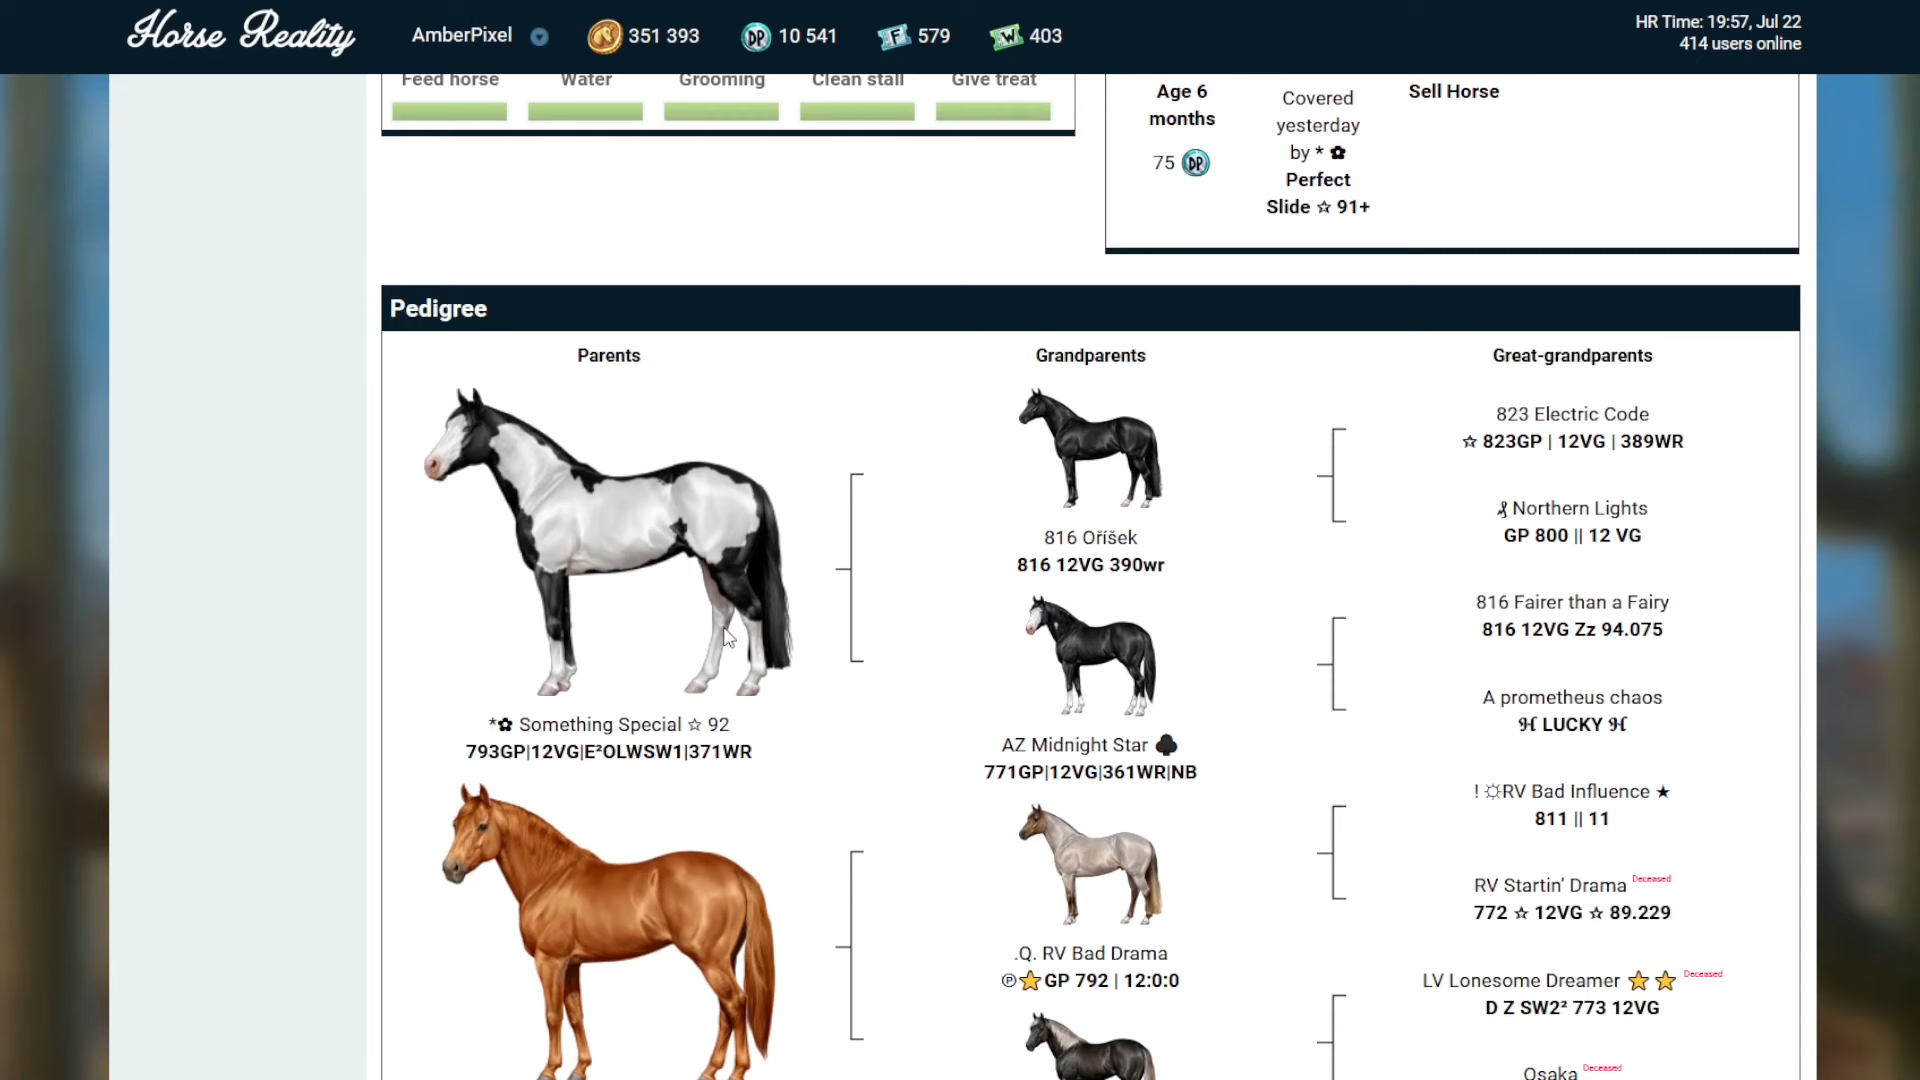 Horse Reality
AmberPixel
351 393
DP 10 541
F 579
W 403
HR Time: 19:57, Jul 22
414 users online
Feed horse
Water
Grooming
Clean stall
Give treat
Age 6
months
75 DP
Covered
yesterday
by * ✿
Perfect
Slide ☆ 91+
Sell Horse
Pedigree
Parents
Grandparents
Great-grandparents
*✿ Something Special ☆ 92
793GP|12VG|E²OLWSW1|371WR
816 Oříšek
816 12VG 390wr
AZ Midnight Star ♣
771GP|12VG|361WR|NB
.Q. RV Bad Drama
℗⭐GP 792 | 12:0:0
823 Electric Code
☆ 823GP | 12VG | 389WR
Northern Lights
GP 800 || 12 VG
816 Fairer than a Fairy
816 12VG Zz 94.075
A prometheus chaos
LUCKY
! ☼RV Bad Influence ★
811 || 11
RV Startin’ Drama Deceased
772 ☆ 12VG ☆ 89.229
LV Lonesome Dreamer ⭐⭐ Deceased
D Z SW2² 773 12VG
Osaka Deceased